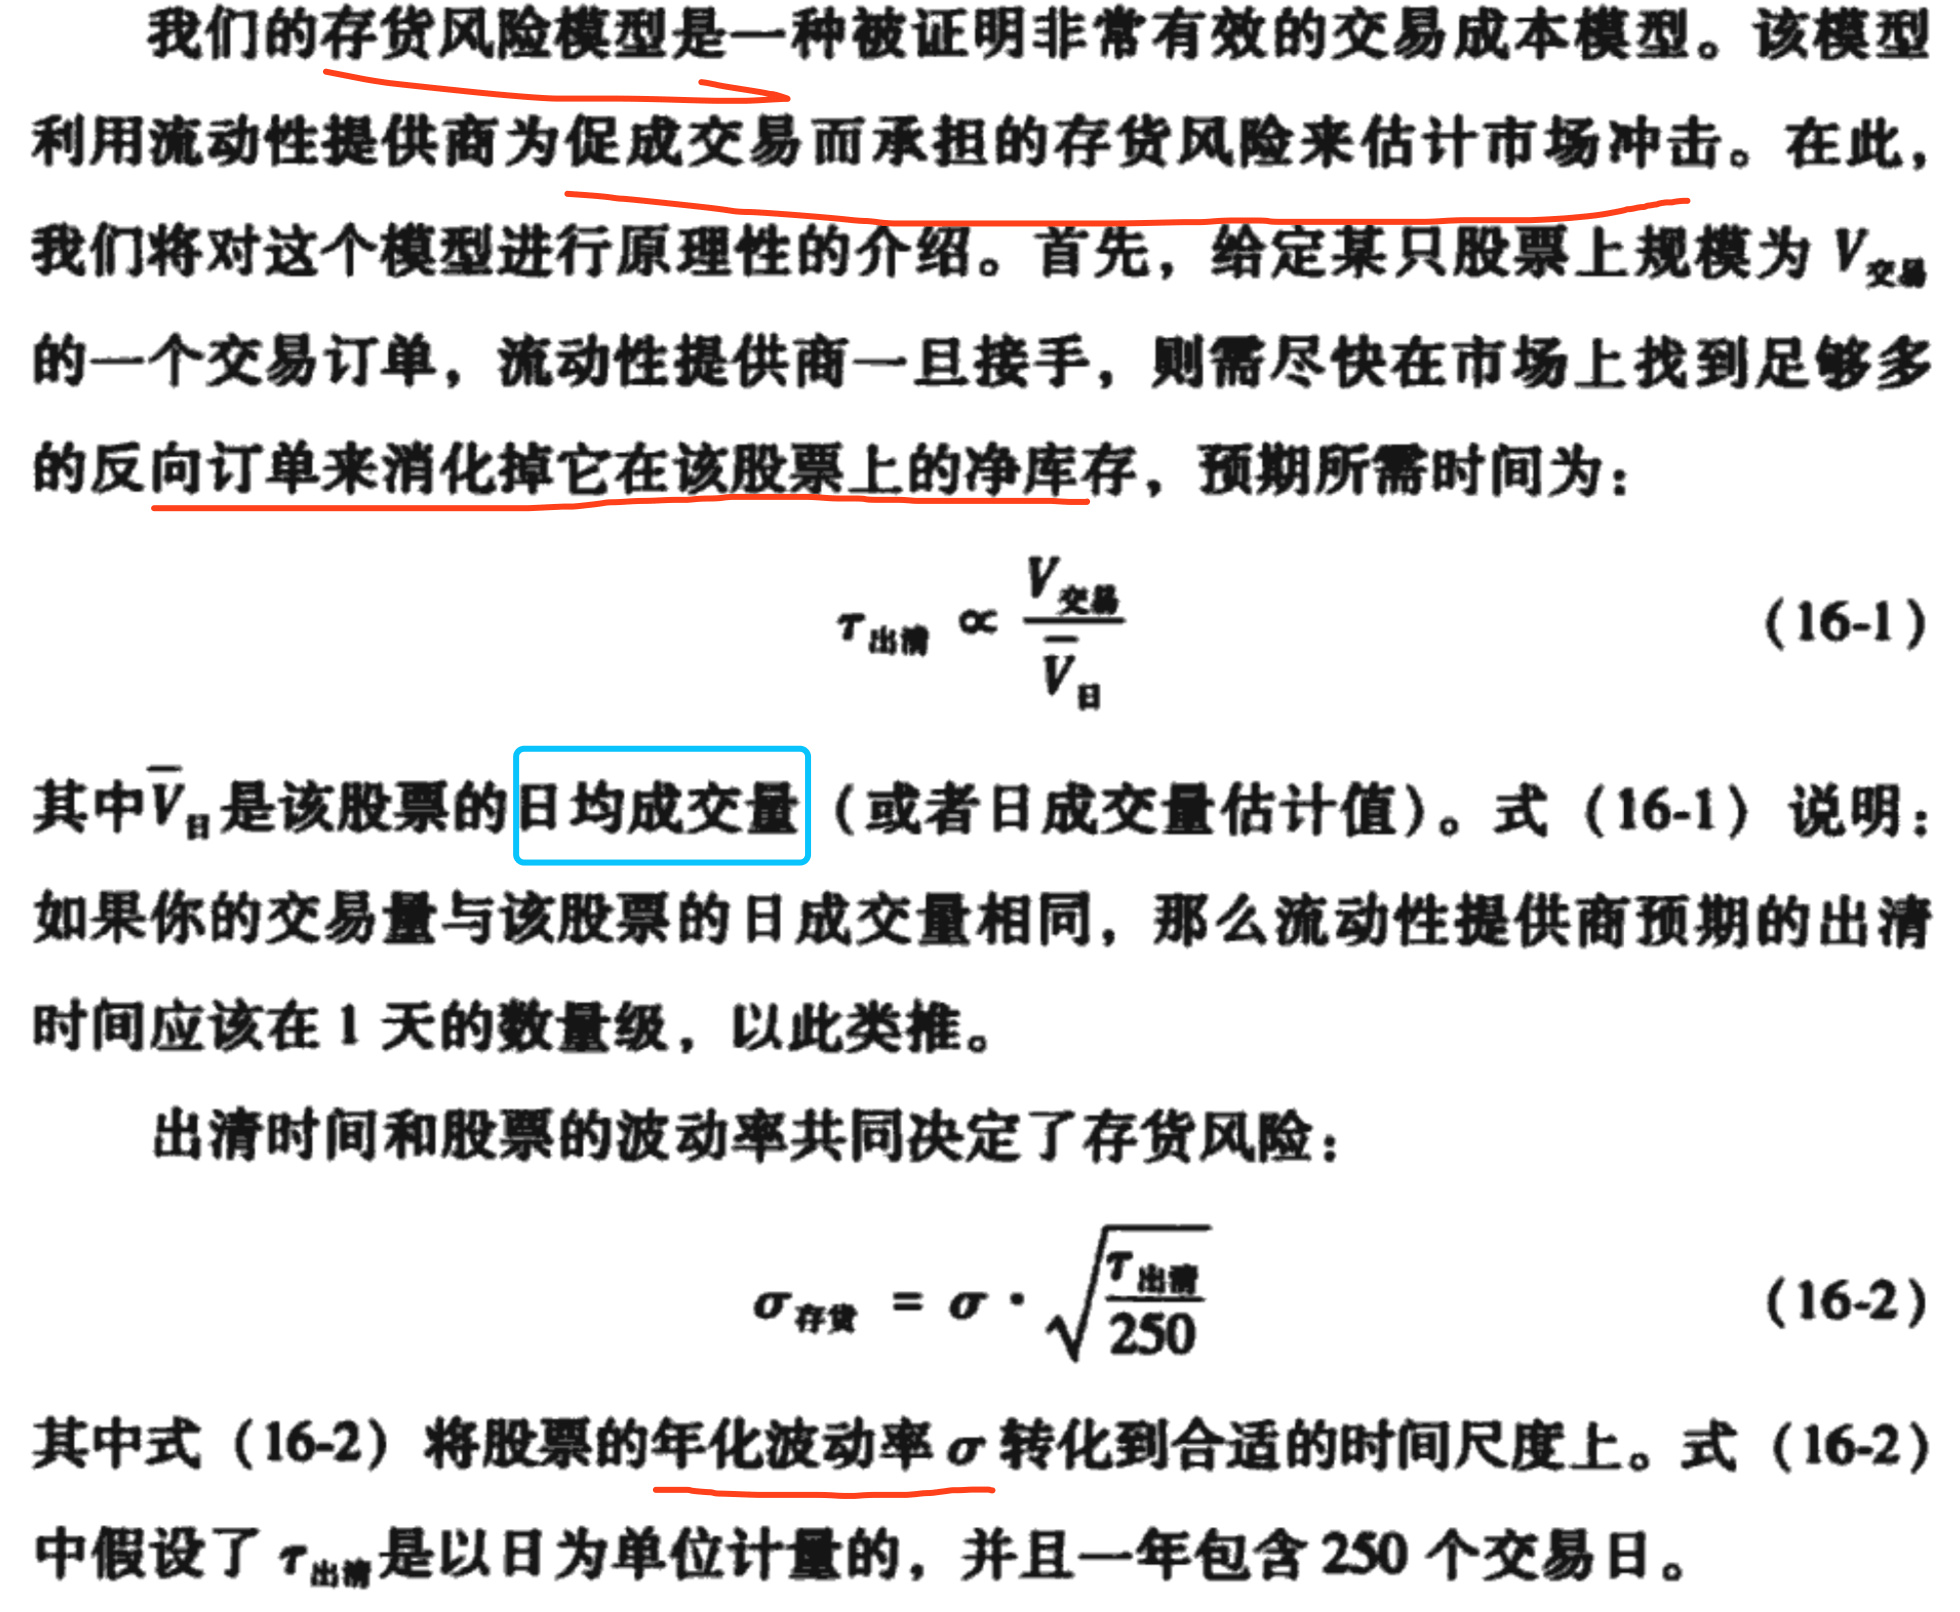 我们的存货风险模型是一种被证明非常有效的交易成本模型。该模型
利用流动性提供商为促成交易而承担的存货风险来估计市场冲击。在此，
我们将对这个模型进行原理性的介绍。首先，给定某只股票上规模为 V交易
的一个交易订单，流动性提供商一旦接手，则需尽快在市场上找到足够多
的反向订单来消化掉它在该股票上的净库存，预期所需时间为：
τ出清 ∝ V交易 / V̅日 （16-1）
其中V̅日是该股票的日均成交量（或者日成交量估计值）。式（16-1）说明：
如果你的交易量与该股票的日成交量相同，那么流动性提供商预期的出清
时间应该在 1 天的数量级，以此类推。
出清时间和股票的波动率共同决定了存货风险：
σ存货 = σ · √(τ出清 / 250) （16-2）
其中式（16-2）将股票的年化波动率 σ 转化到合适的时间尺度上。式（16-2）
中假设了 τ出清是以日为单位计量的，并且一年包含 250 个交易日。